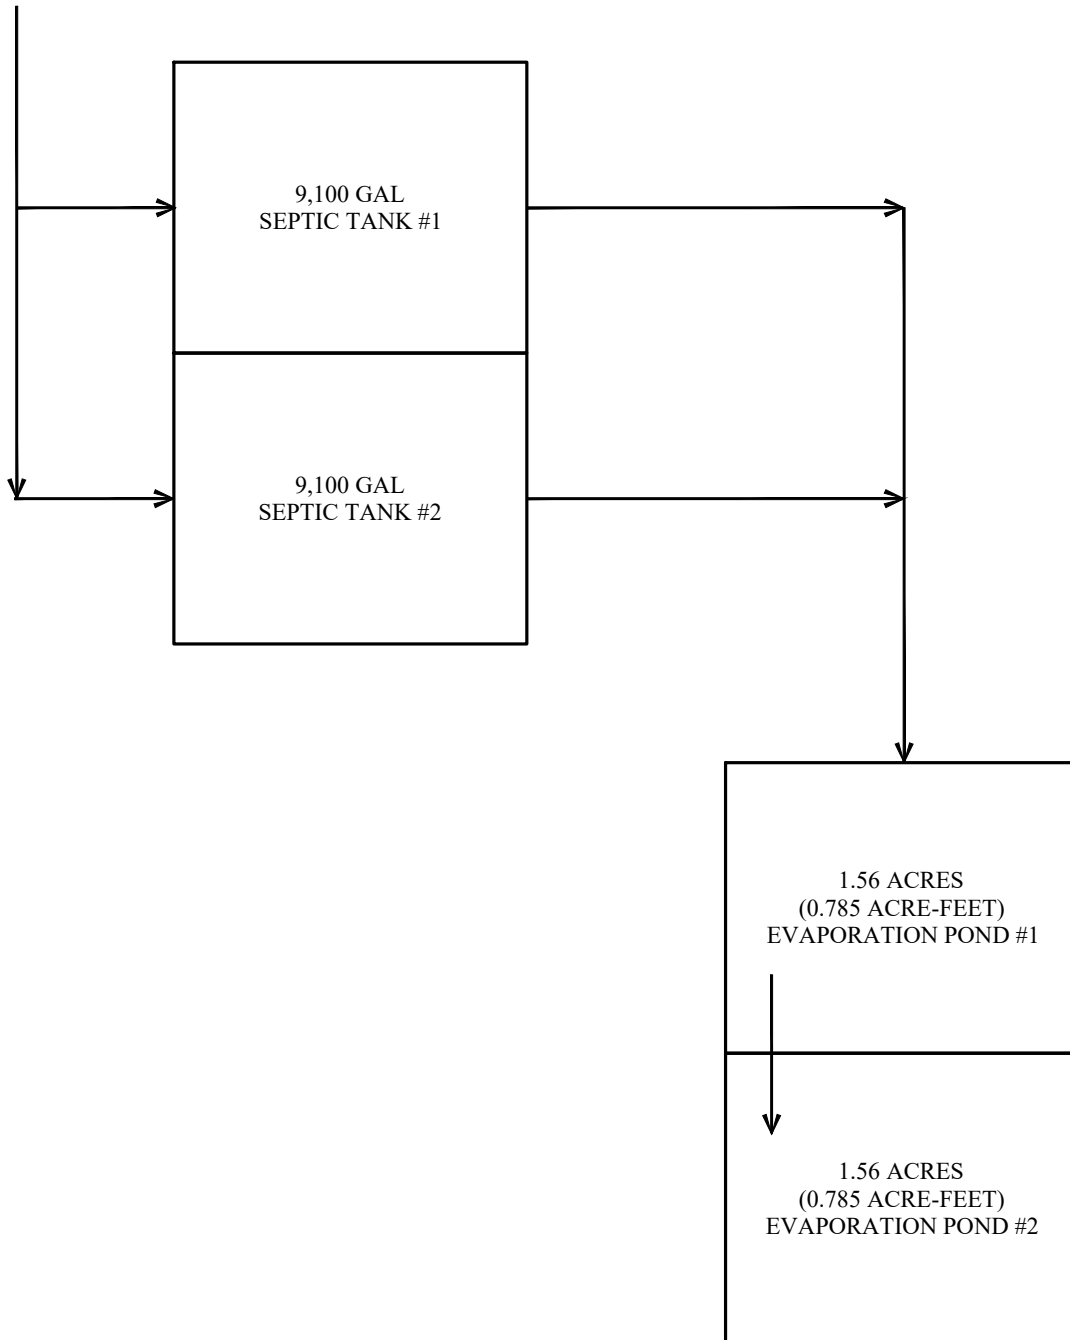 9,100 GAL
SEPTIC TANK #1
9,100 GAL
SEPTIC TANK #2
1.56 ACRES
(0.785 ACRE-FEET)
EVAPORATION POND #1
1.56 ACRES
(0.785 ACRE-FEET)
EVAPORATION POND #2